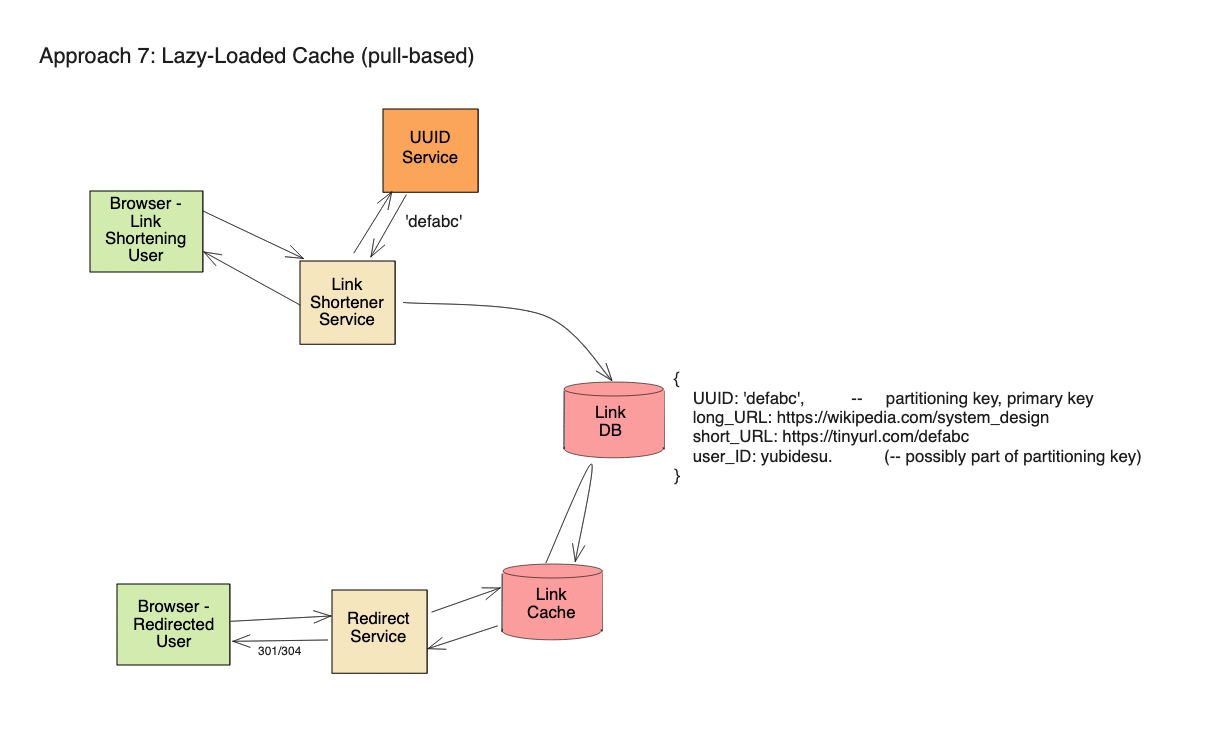 Approach 7: Lazy-Loaded Cache (pull-based)
UUID
Service
Browser -
Link
Shortening
User
'defabc'
Link
Shortener
Service
Link
DB
{
UUID: 'defabc',          --     partitioning key, primary key
long_URL: https://wikipedia.com/system_design
short_URL: https://tinyurl.com/defabc
user_ID: yubidesu.          (-- possibly part of partitioning key)
}
Link
Cache
Browser -
Redirected
User
301/304
Redirect
Service